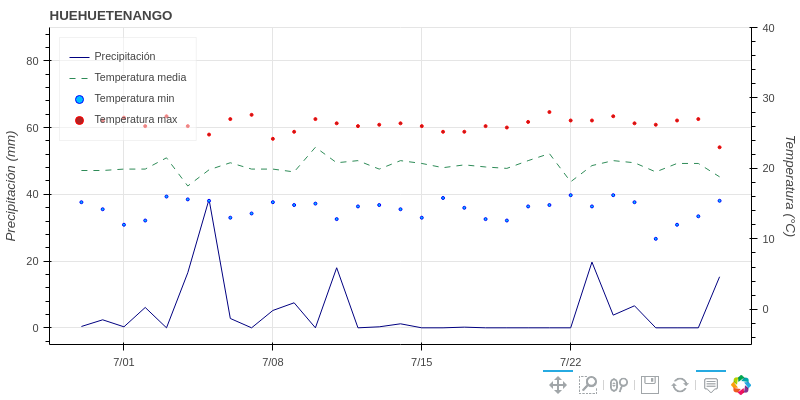 HUEHUETENANGO
Precipitación
Temperatura media
Temperatura min
Temperatura max
80
60
40
20
0
Precipitación (mm)
40
30
20
10
0
Temperatura (°C)
7/01
7/08
7/15
7/22